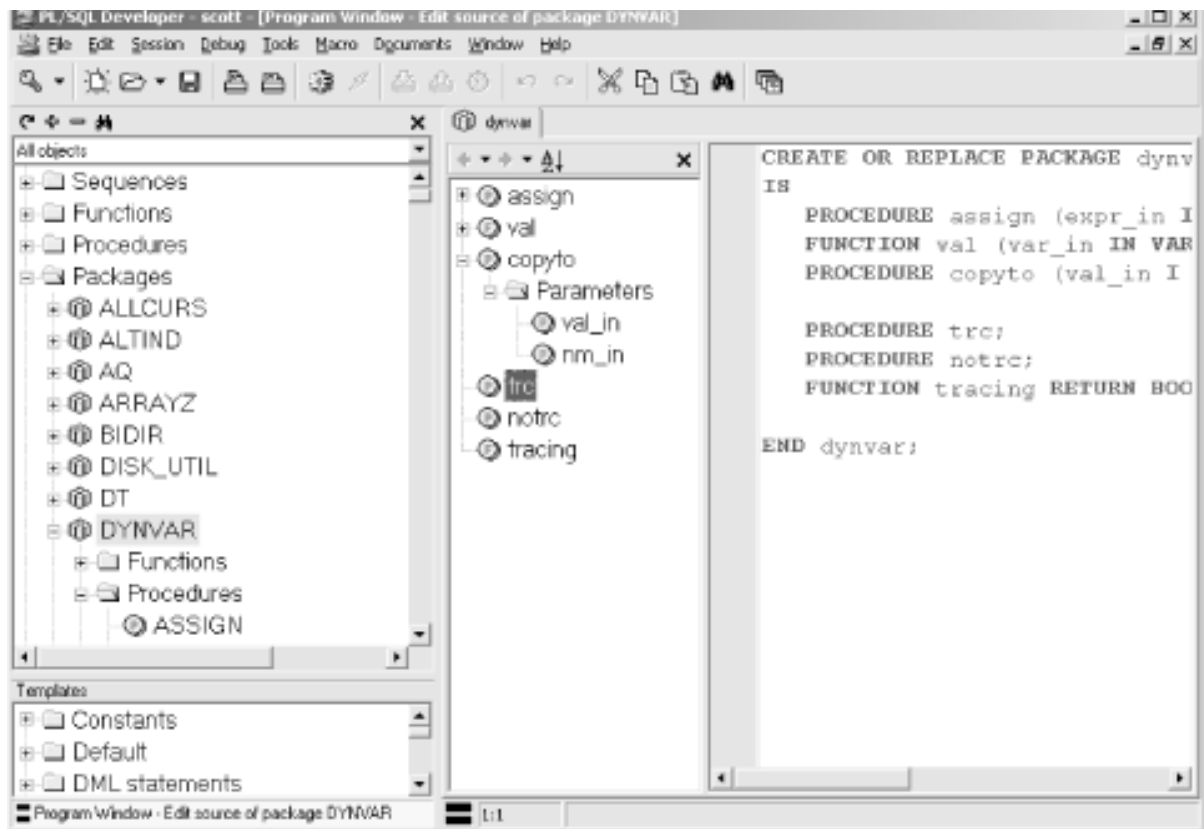 PL/SQL Developer - scott - [Program Window - Edit source of package DYNVAR]
File Edit Session Debug Tools Macro Documents Window Help
All objects
Sequences
Functions
Procedures
Packages
ALLCURS
ALTIND
AQ
ARRAYZ
BIDIR
DISK_UTIL
DT
DYNVAR
Functions
Procedures
ASSIGN
Templates
Constants
Default
DML statements
dynvar
assign
val
copyto
Parameters
val_in
nm_in
trc
notrc
tracing
CREATE OR REPLACE PACKAGE dynv
IS
PROCEDURE assign (expr_in I
FUNCTION val (var_in IN VAR
PROCEDURE copyto (val_in I
PROCEDURE trc;
PROCEDURE notrc;
FUNCTION tracing RETURN BOO
END dynvar;
Program Window - Edit source of package DYNVAR
1:1